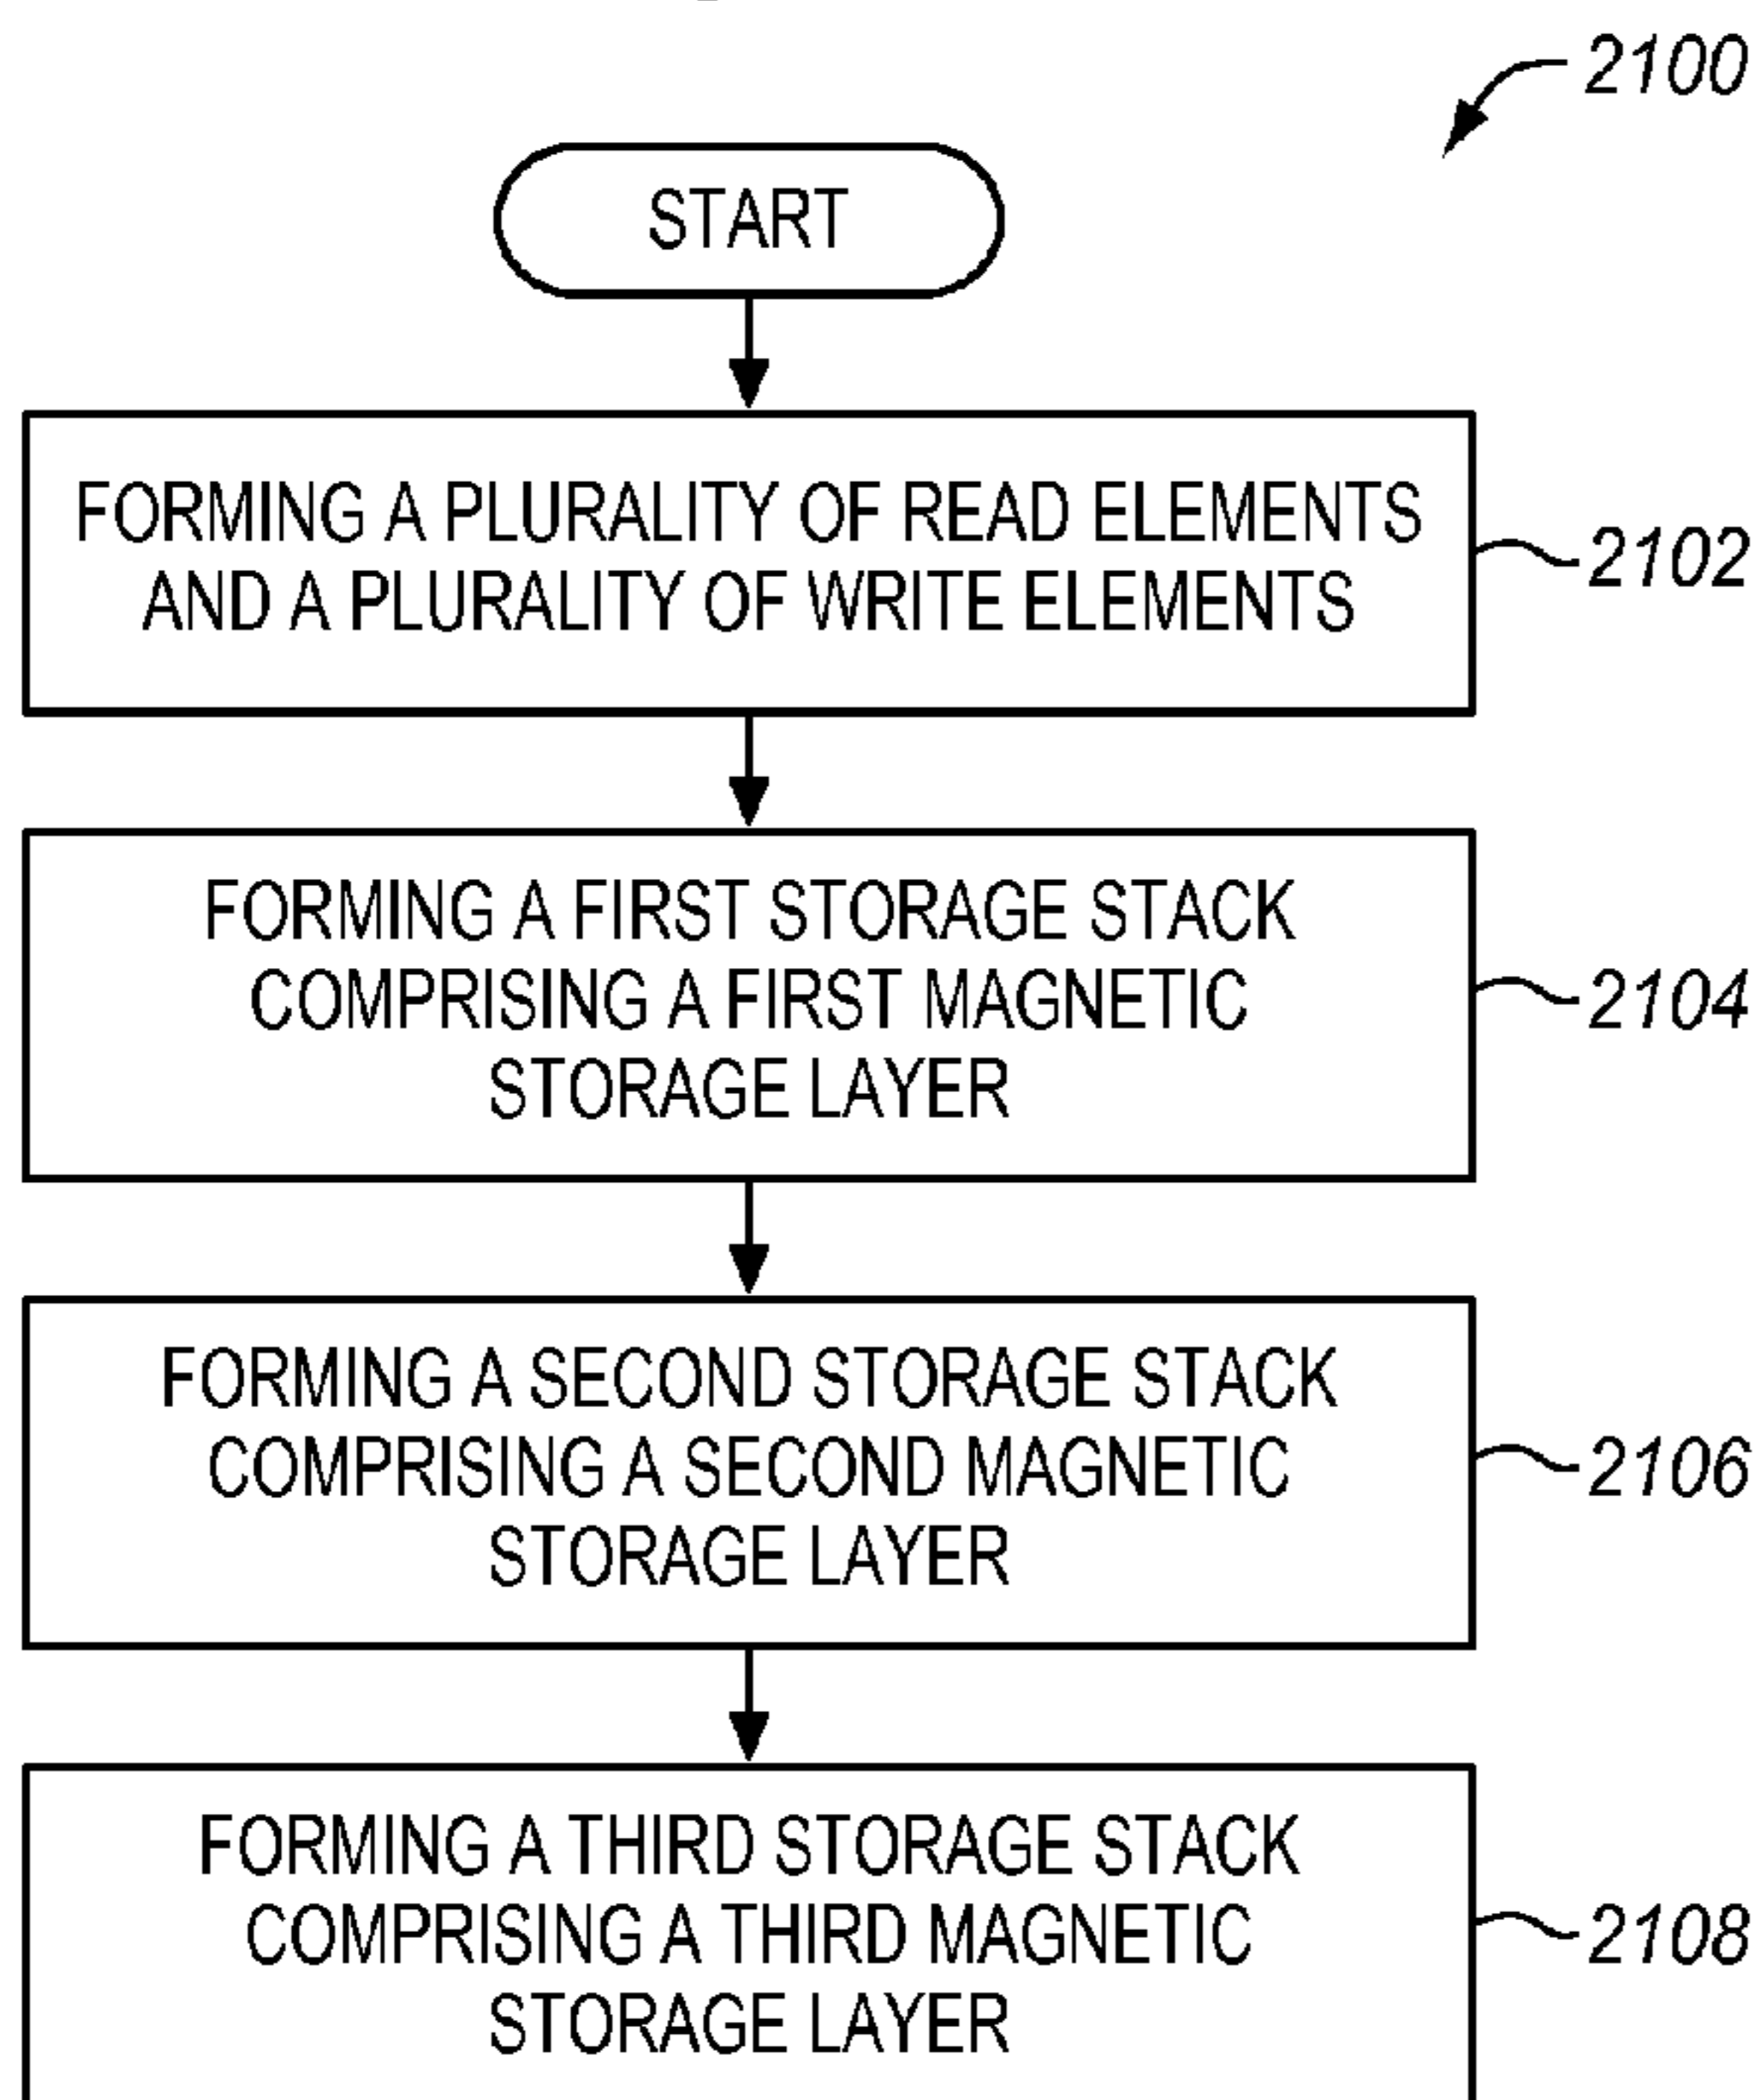 2100
START
FORMING A PLURALITY OF READ ELEMENTS
AND A PLURALITY OF WRITE ELEMENTS
2102
FORMING A FIRST STORAGE STACK
COMPRISING A FIRST MAGNETIC
STORAGE LAYER
2104
FORMING A SECOND STORAGE STACK
COMPRISING A SECOND MAGNETIC
STORAGE LAYER
2106
FORMING A THIRD STORAGE STACK
COMPRISING A THIRD MAGNETIC
STORAGE LAYER
2108